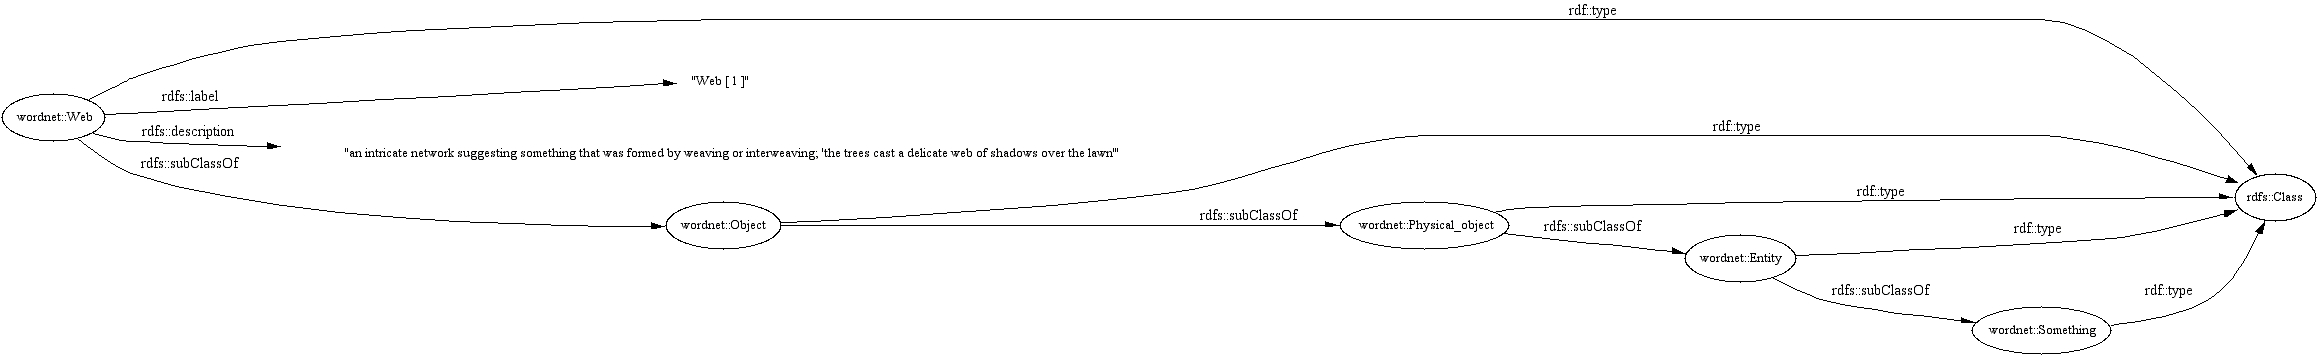 rdf::type
"Web [ 1 ]"
rdfs::label
wordnet::Web
rdfs::description
rdf::type
"an intricate network suggesting something that was formed by weaving or interweaving; 'the trees cast a delicate web of shadows over the lawn'"
rdfs::subClassOf
rdf::type
rdfs::Class
rdfs::subClassOf
wordnet::Object
wordnet::Physical_object
rdfs::subClassOf
rdf::type
wordnet::Entity
rdfs::subClassOf
rdf::type
wordnet::Something